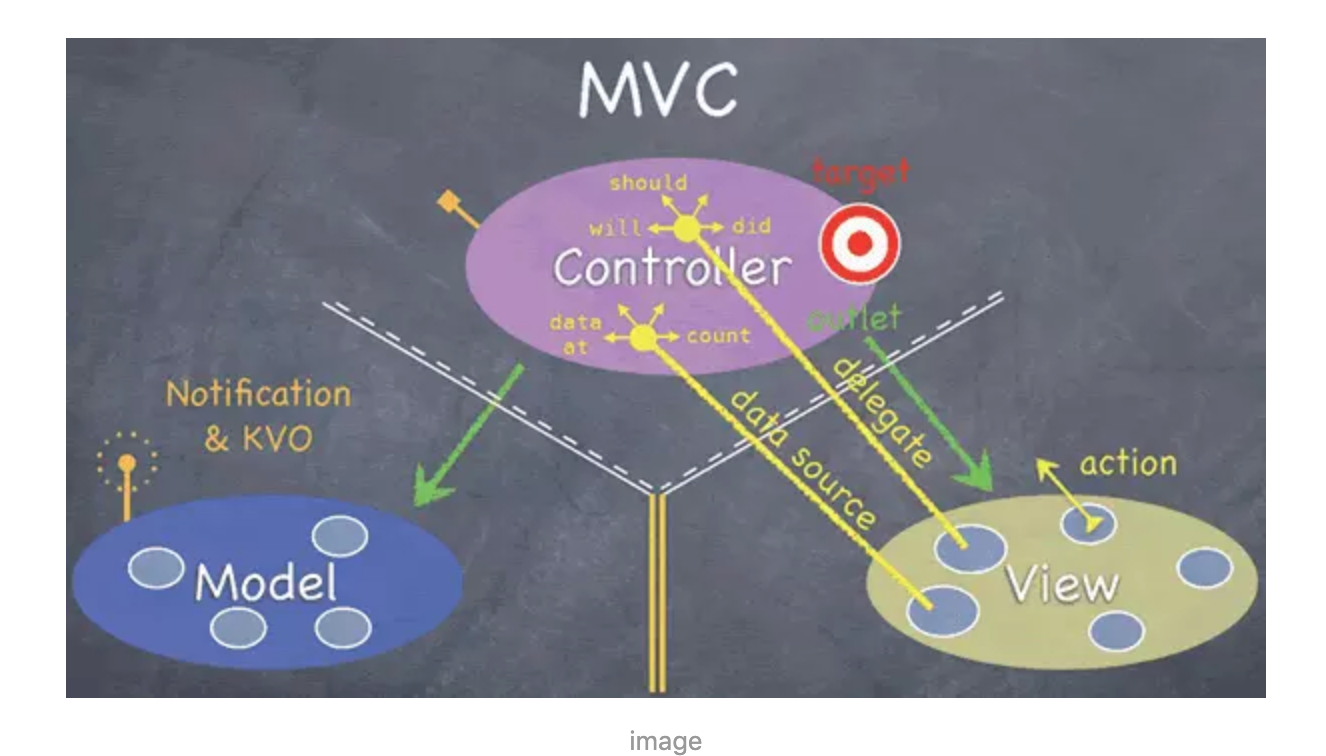 MVC
target
should
will
did
Controller
outlet
data
at
count
delegate
data source
Notification
& KVO
action
Model
View
image